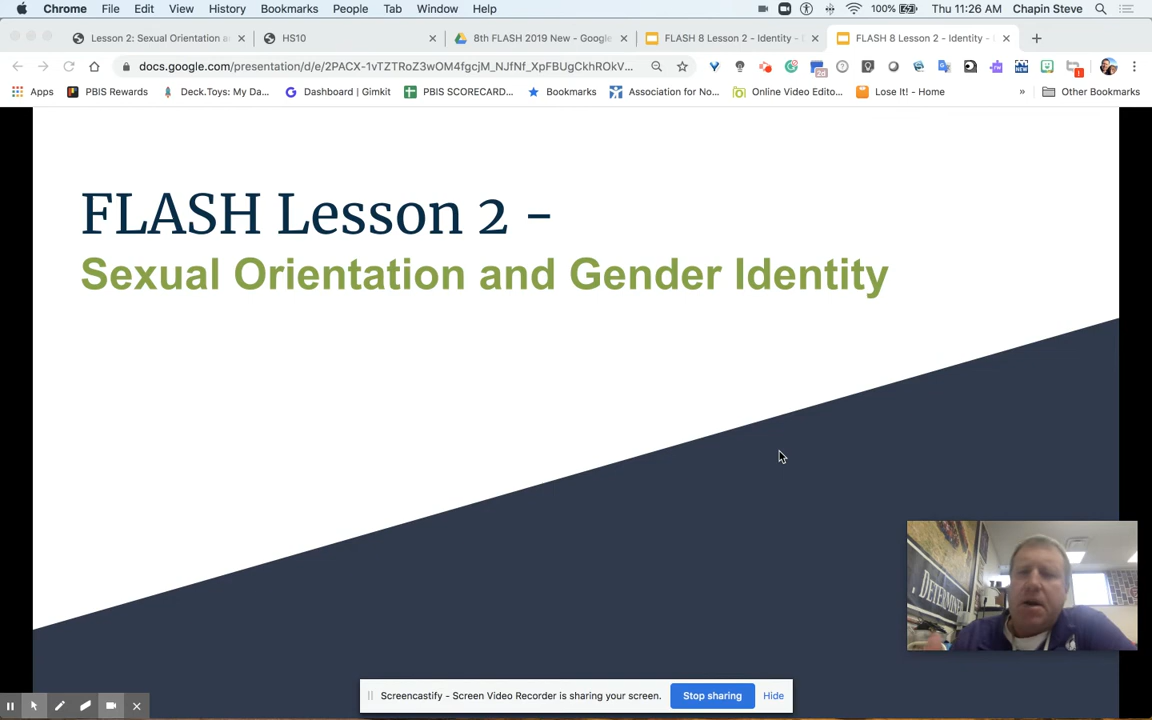 Chrome File Edit View History Bookmarks People Tab Window Help 100% Thu 11:26 AM Chapin Steve
Lesson 2: Sexual Orientation a HS10 8th FLASH 2019 New - Google FLASH 8 Lesson 2 - Identity - FLASH 8 Lesson 2 - Identity -
docs.google.com/presentation/d/e/2PACX-1vTZTRoZ3wOM4fgcjM_NJfNf_XpFBUgCkhROkV... 2d 1
Apps PBIS Rewards Deck.Toys: My Da... Dashboard | Gimkit PBIS SCORECARD... Bookmarks Association for No... Online Video Edito... Lose It! - Home » Other Bookmarks
FLASH Lesson 2 -
Sexual Orientation and Gender Identity
DETERMINED
Screencastify - Screen Video Recorder is sharing your screen. Stop sharing Hide